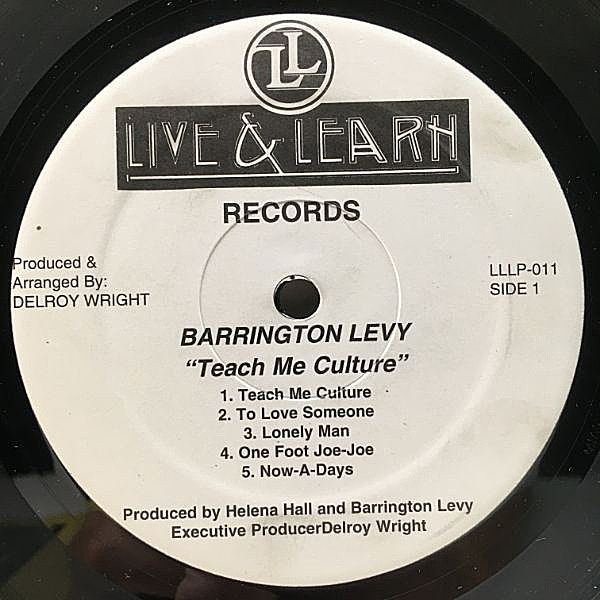 LL
LIVE & LEARN
RECORDS
Produced &
Arranged By:
DELROY WRIGHT
LLLP-011
SIDE 1
BARRINGTON LEVY
“Teach Me Culture”
1. Teach Me Culture
2. To Love Someone
3. Lonely Man
4. One Foot Joe-Joe
5. Now-A-Days
Produced by Helena Hall and Barrington Levy
Executive ProducerDelroy Wright